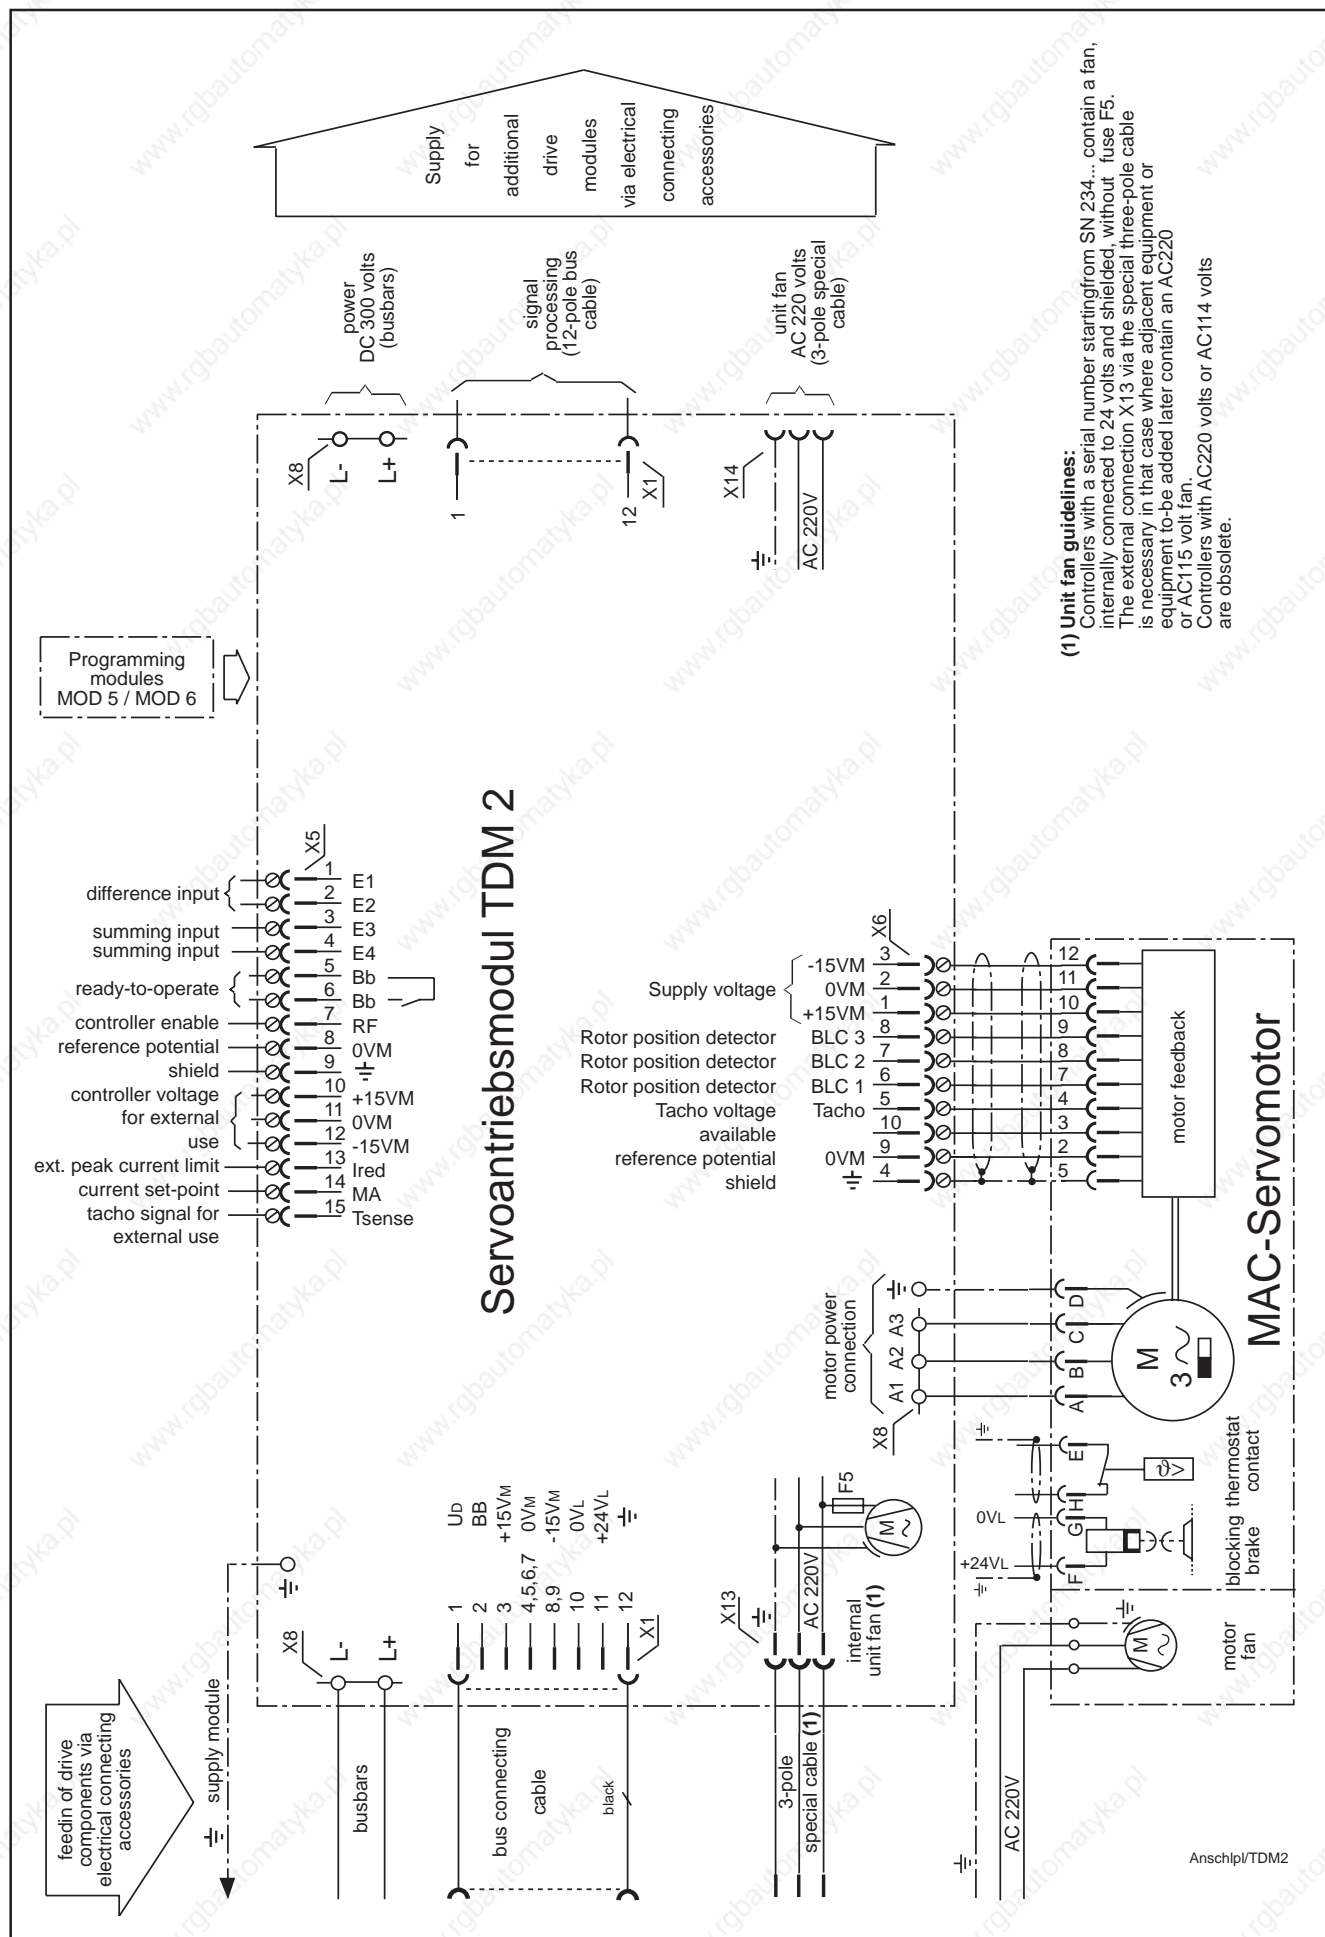 Supply
for
additional
drive
modules
via electrical
connecting
accessories
power
DC 300 volts
(busbars)
signal
processing
(12-pole bus
cable)
unit fan
AC 220 volts
(3-pole special
cable)
X8
L-
L+
1
12
X1
X14
AC 220V
(1) Unit fan guidelines:
Controllers with a serial number startingfrom SN 234... contain a fan,
internally connected to 24 volts and shielded, without fuse F5.
The external connection X13 via the special three-pole cable
is necessary in that case where adjacent equipment or
equipment to-be added later contain an AC220
or AC115 volt fan.
Controllers with AC220 volts or AC114 volts
are obsolete.
Programming
modules
MOD 5 / MOD 6
Servoantriebsmodul TDM 2
X5
difference input
1 E1
2 E2
summing input 3 E3
summing input 4 E4
ready-to-operate
5 Bb
6 Bb
controller enable 7 RF
reference potential 8 0VM
shield 9
controller voltage
for external
use
10 +15VM
11 0VM
12 -15VM
ext. peak current limit 13 Ired
current set-point 14 MA
tacho signal for
external use
15 Tsense
X6
Supply voltage
-15VM 3 12
0VM 2 11
+15VM 1 10
Rotor position detector BLC 3 8 9
Rotor position detector BLC 2 7 8
Rotor position detector BLC 1 6 7
Tacho voltage Tacho 5 4
available 10 3
reference potential 0VM 9 2
shield 4 5
motor feedback
MAC-Servomotor
motor power
connection
X8
A1
A2
A3
A
B
C
D
M
3
E
H
G
F
0VL
+24VL
ϑ>
thermostat
contact
blocking
brake
M
motor
fan
AC 220V
UD
BB
+15VM
0VM
-15VM
0VL
+24VL
1
2
3
4,5,6,7
8,9
10
11
12
X1
X8
L-
L+
F5
M
X13
AC 220V
internal
unit fan (1)
3-pole
special cable (1)
bus connecting
cable
black
busbars
supply module
feedin of drive
components via
electrical connecting
accessories
Anschlpl/TDM2
www.rgbautomatyka.pl